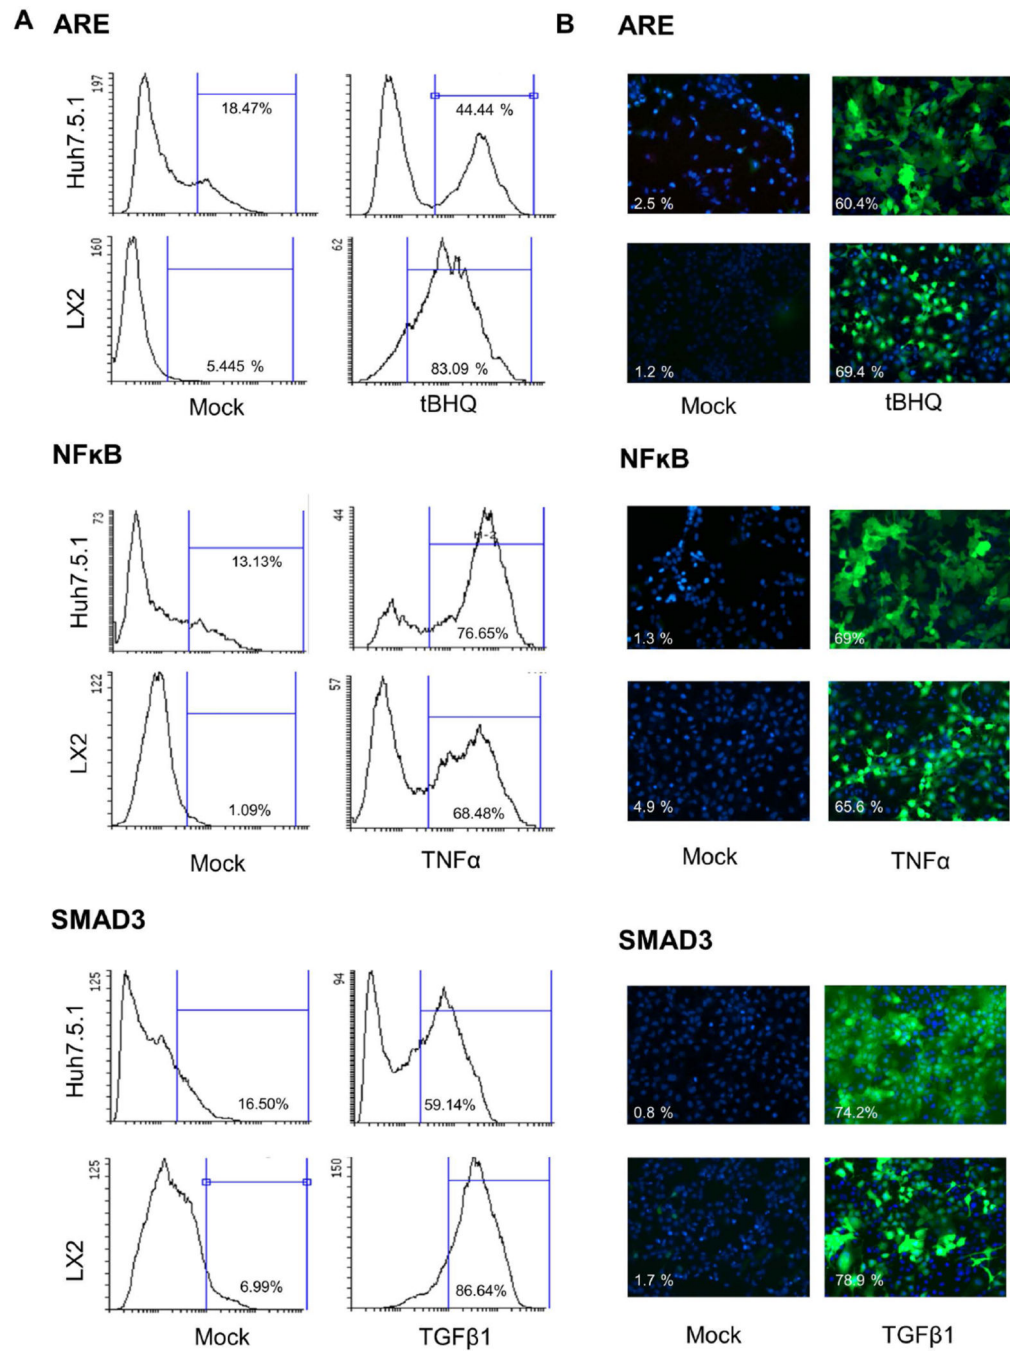 A ARE
B ARE
Huh7.5.1
197
18.47%
44.44 %
2.5 %
60.4%
LX2
160
5.445 %
62
83.09 %
1.2 %
69.4 %
Mock
tBHQ
Mock
tBHQ
NFκB
NFκB
Huh7.5.1
73
13.13%
44
76.65%
1.3 %
69%
LX2
122
1.09%
57
68.48%
4.9 %
65.6 %
Mock
TNFα
Mock
TNFα
SMAD3
SMAD3
Huh7.5.1
125
16.50%
94
59.14%
0.8 %
74.2%
LX2
125
6.99%
150
86.64%
1.7 %
78.9 %
Mock
TGFβ1
Mock
TGFβ1